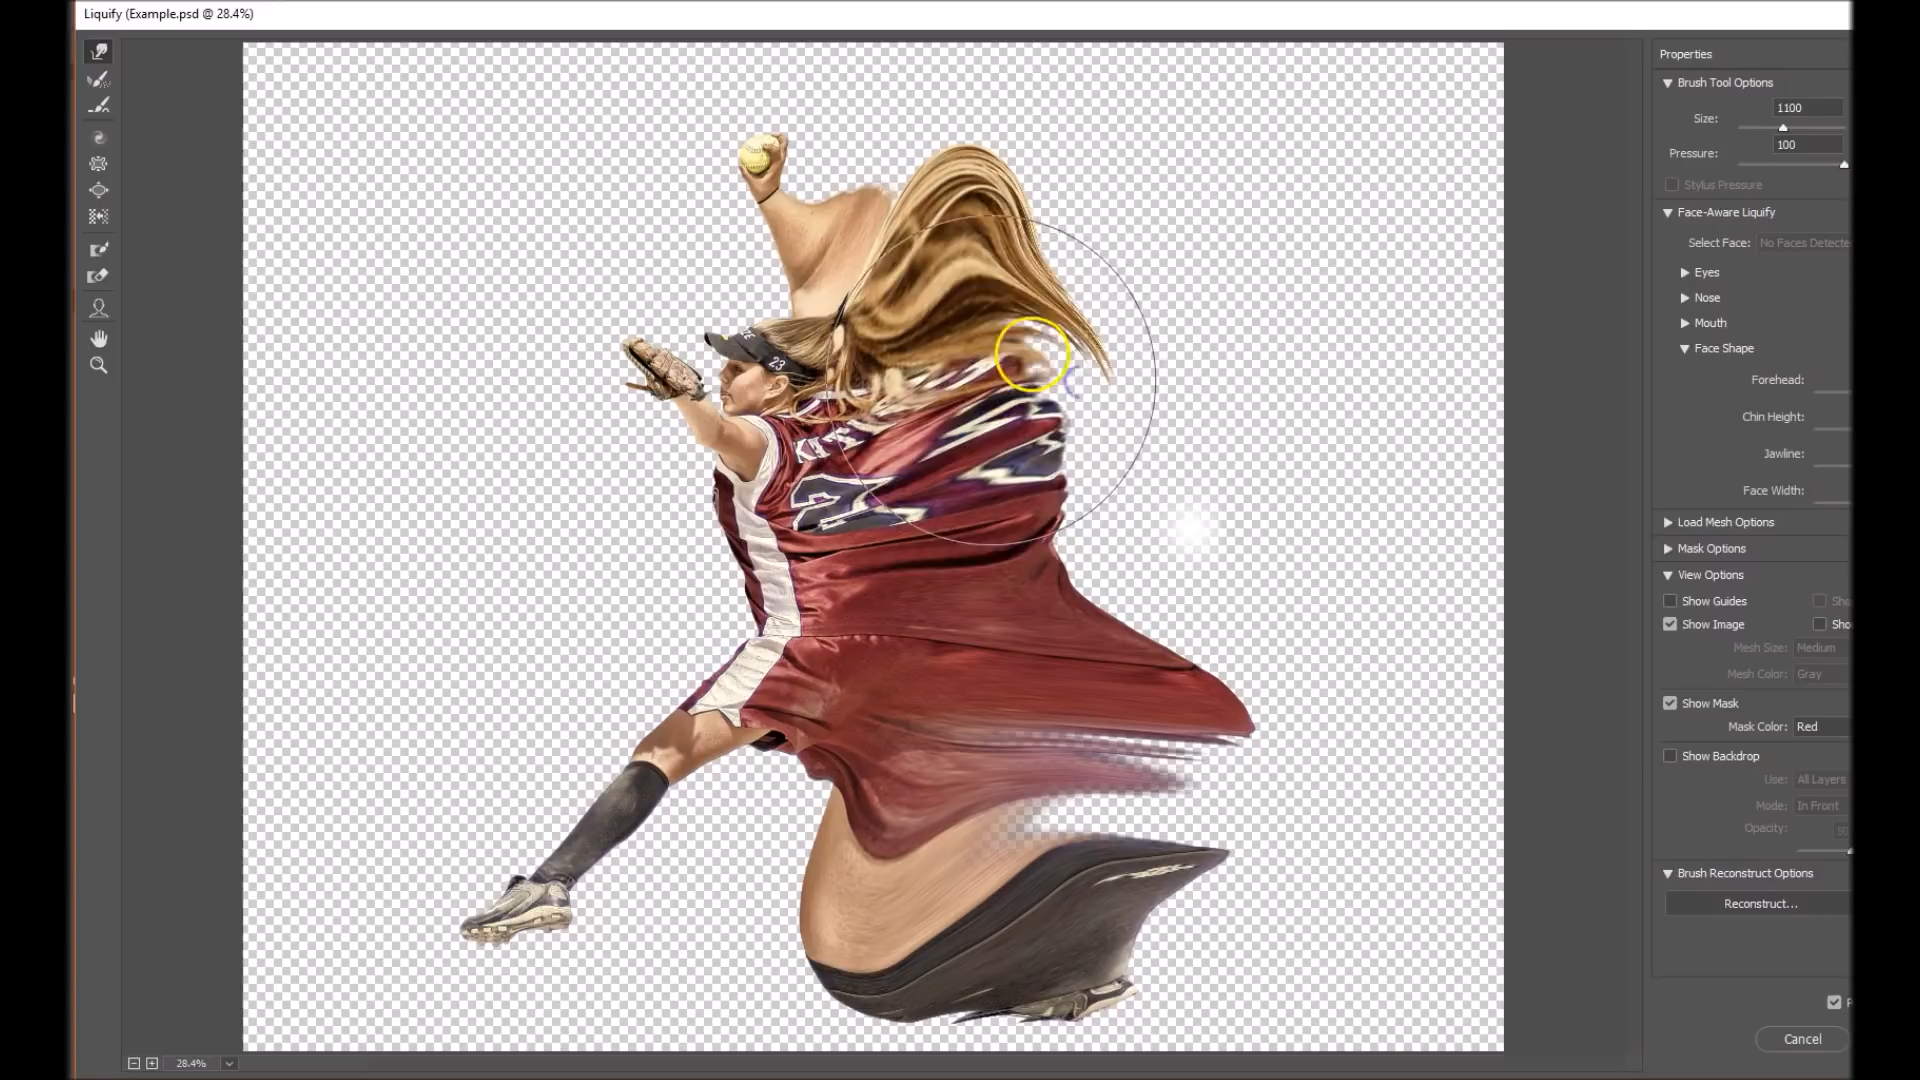 Liquify (Example.psd @ 28.4%)
Properties
Brush Tool Options
1100
Size:
100
Pressure:
Stylus Pressure
Face-Aware Liquify
Select Face: No Faces Detecte
Eyes
Nose
Mouth
Face Shape
Forehead:
Chin Height:
Jawline:
Face Width:
Load Mesh Options
Mask Options
View Options
Show Guides
Show Image
Mesh Size: Medium
Mesh Color: Gray
Show Mask
Mask Color: Red
Show Backdrop
Use: All Layers
Mode: In Front
Opacity:
Brush Reconstruct Options
Reconstruct...
Cancel
28.4%
23